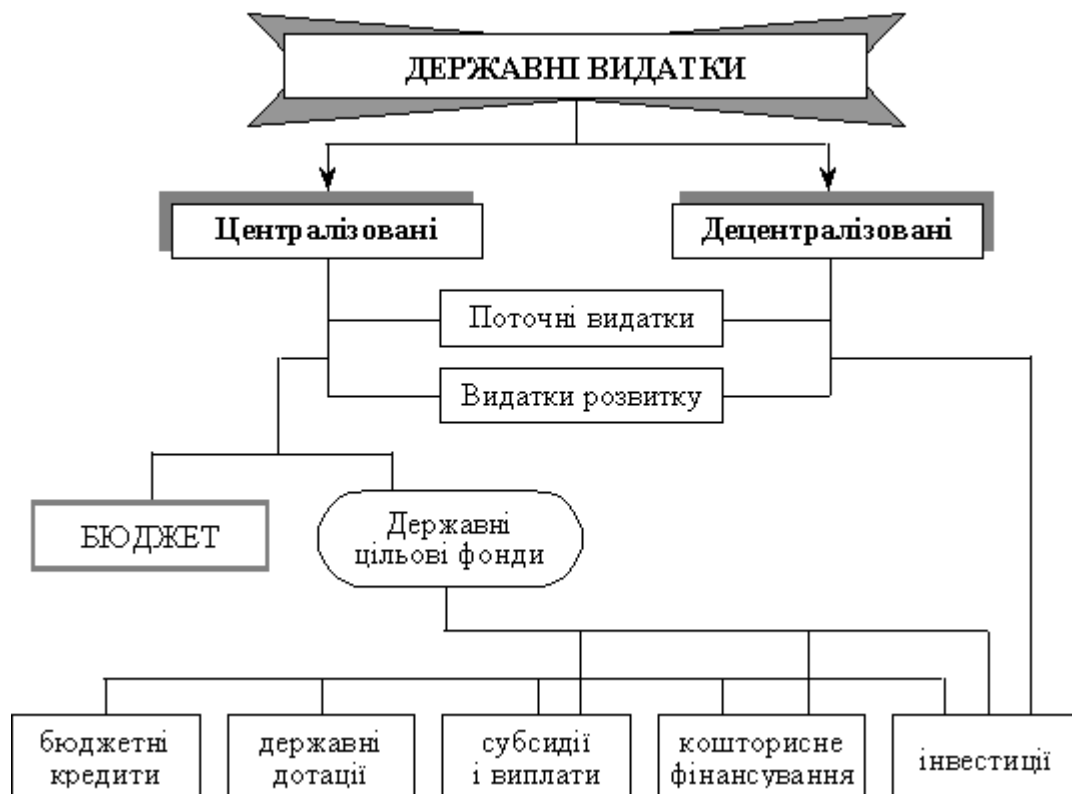 ДЕРЖАВНІ ВИДАТКИ
Централізовані
Децентралізовані
Поточні видатки
Видатки розвитку
БЮДЖЕТ
Державні
цільові фонди
бюджетні
кредити
державні
дотації
субсидії
і виплати
кошторисне
фінансування
інвестиції